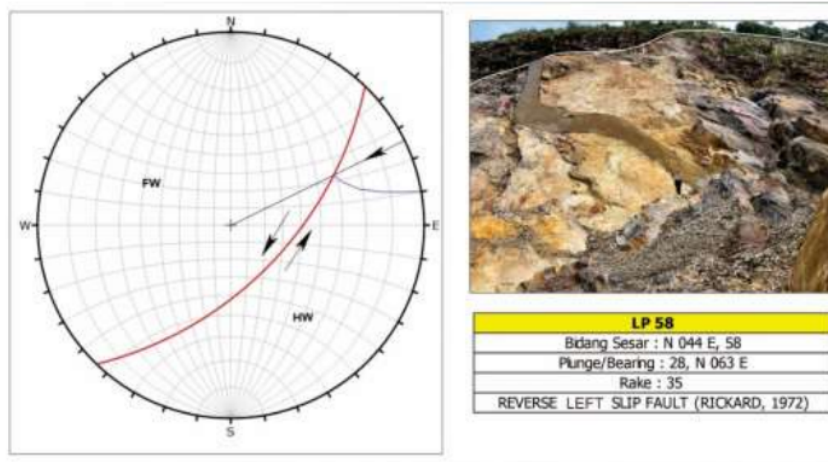 N
FW
W
E
HW
S
LP 58
Bidang Sesar : N 044 E, 58
Plunge/Bearing : 28, N 063 E
Rake : 35
REVERSE LEFT SLIP FAULT (RICKARD, 1972)